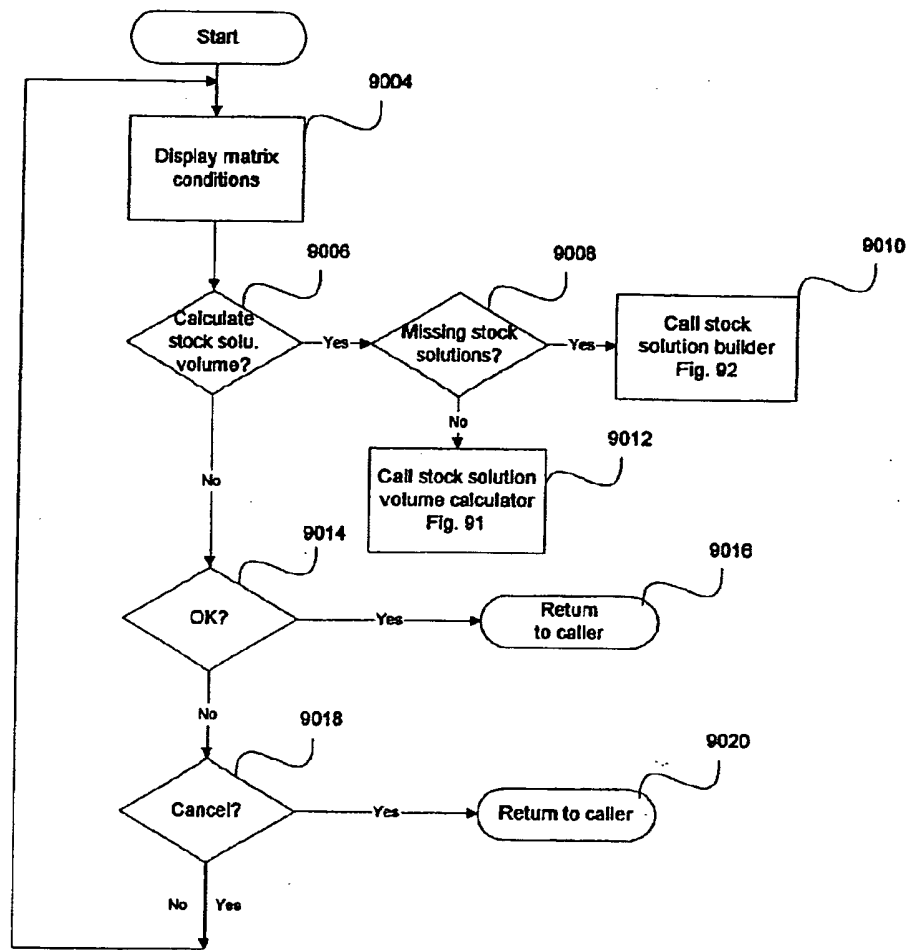 Start
9004
Display matrix
conditions
9006
Calculate
stock solu.
volume?
Yes
9008
Missing stock
solutions?
Yes
9010
Call stock
solution builder
Fig. 92
No
9012
Call stock solution
volume calculator
Fig. 91
No
9014
OK?
Yes
9016
Return
to caller
No
9018
Cancel?
Yes
9020
Return to caller
No Yes